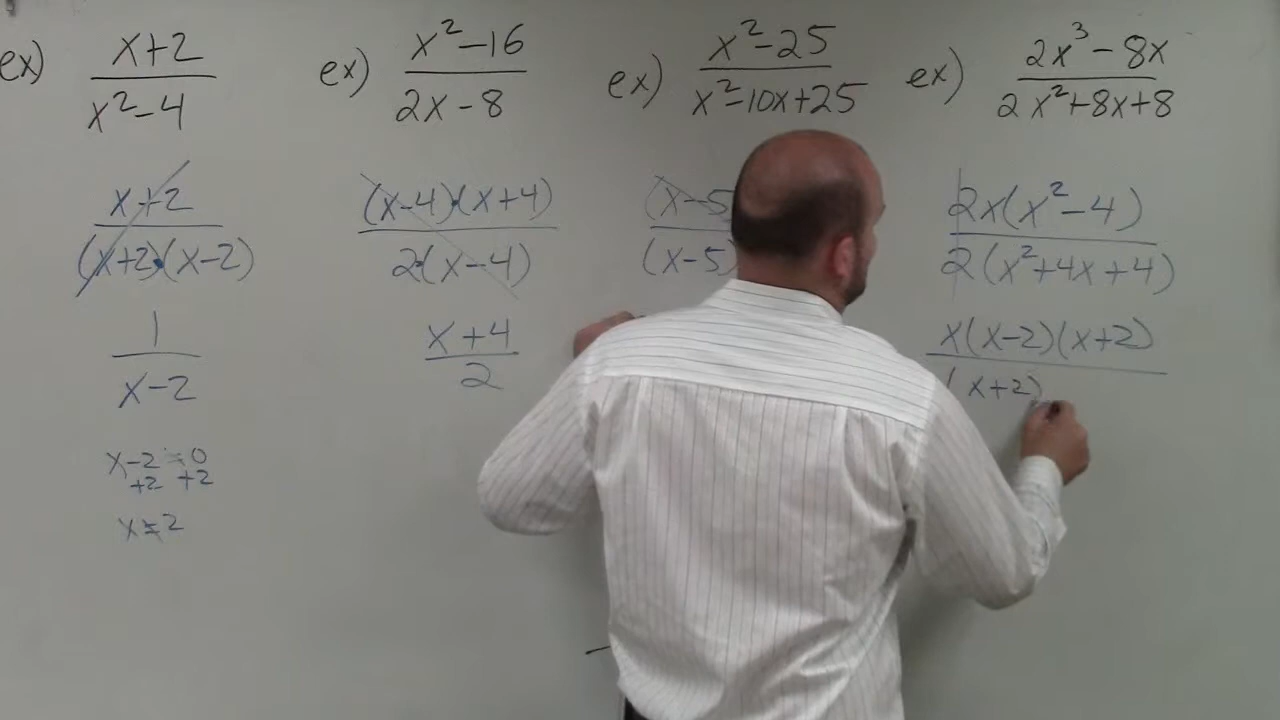 ex) x+2 / x²-4
x+2 / (x+2)·(x-2)
1 / x-2
x-2 ≠ 0
+2 +2
x ≠ 2
ex) x²-16 / 2x-8
(x-4)·(x+4) / 2·(x-4)
x+4 / 2
ex) x²-25 / x²-10x+25
(x-5) / (x-5)
ex) 2x³-8x / 2x²+8x+8
2x(x²-4) / 2(x²+4x+4)
x(x-2)(x+2) / (x+2)